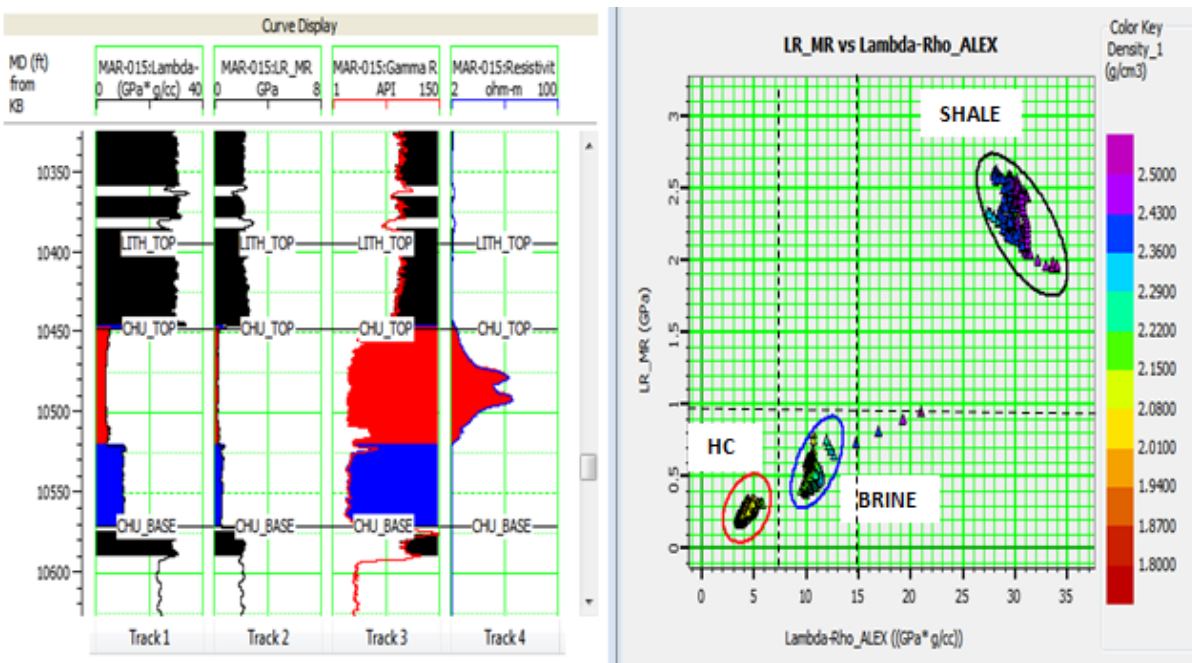 Curve Display
MD (ft)
from
KB
MAR-015:Lambda-
0 (GPa* g/cc) 40
MAR-015:LR_MR
0 GPa 8
MAR-015:Gamma R
1 API 150
MAR-015:Resistivit
2 ohm-m 100
10350
10400
10450
10500
10550
10600
LITH_TOP LITH_TOP LITH_TOP LITH_TOP
CHU_TOP CHU_TOP CHU_TOP CHU_TOP
CHU_BASE CHU_BASE CHU_BASE CHU_BASE
Track 1 Track 2 Track 3 Track 4
LR_MR vs Lambda-Rho_ALEX
SHALE
HC
BRINE
LR_MR (GPa)
3
2.5
2
1.5
1
0.5
0
0 5 10 15 20 25 30 35
Lambda-Rho_ALEX ((GPa* g/cc))
Color Key
Density_1
(g/cm3)
2.5000
2.4300
2.3600
2.2900
2.2200
2.1500
2.0800
2.0100
1.9400
1.8700
1.8000